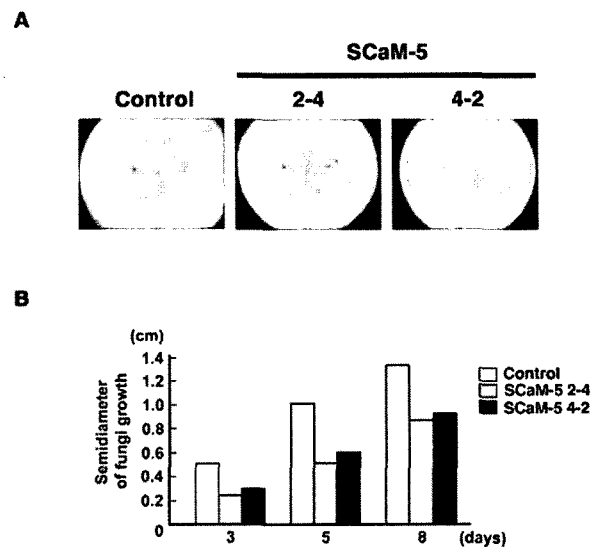 A
SCaM-5
Control 2-4 4-2
B
(cm)
Semidiameter
of fungi growth
1.4
1.2
1.0
0.8
0.6
0.4
0.2
0
3 5 8 (days)
Control
SCaM-5 2-4
SCaM-5 4-2